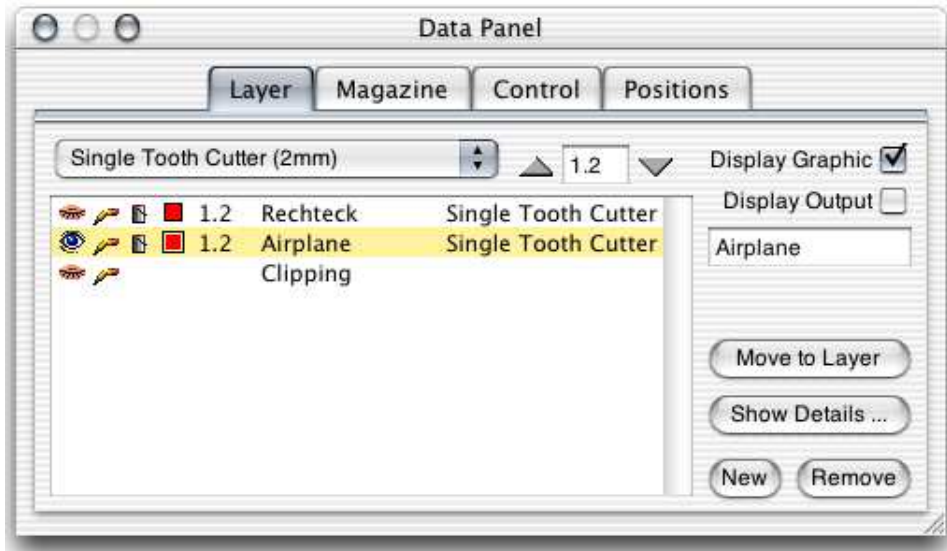 Data Panel
Layer Magazine Control Positions
Single Tooth Cutter (2mm) 1.2 Display Graphic
Display Output
1.2 Rechteck Single Tooth Cutter
1.2 Airplane Single Tooth Cutter
Clipping
Airplane
Move to Layer
Show Details ...
New Remove